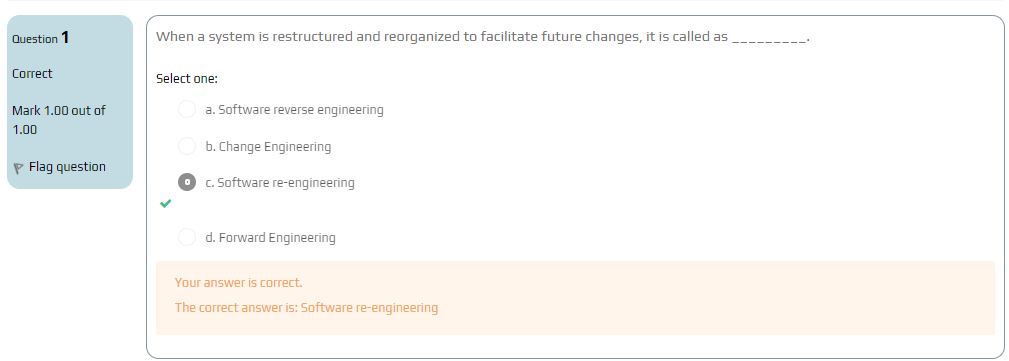 Question 1
Correct
Mark 1.00 out of
1.00
Flag question
When a system is restructured and reorganized to facilitate future changes, it is called as _________.
Select one:
a. Software reverse engineering
b. Change Engineering
c. Software re-engineering
d. Forward Engineering
Your answer is correct.
The correct answer is: Software re-engineering